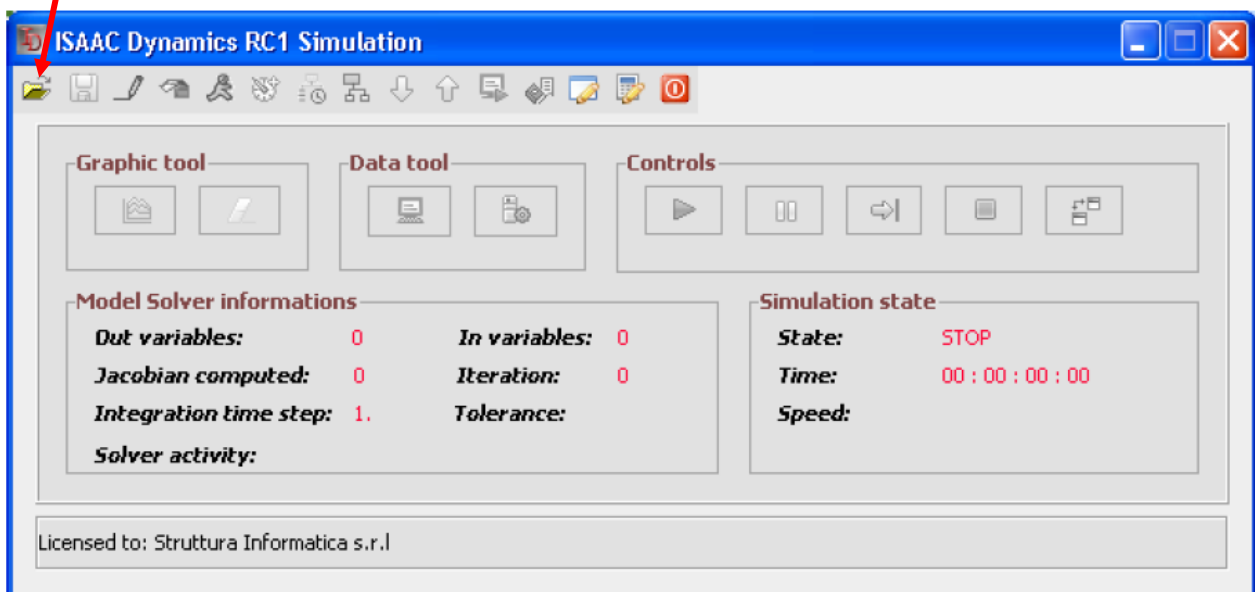 ISAAC Dynamics RC1 Simulation
Graphic tool Data tool Controls
Model Solver informations Simulation state
Out variables: 0 In variables: 0 State: STOP
Jacobian computed: 0 Iteration: 0 Time: 00 : 00 : 00 : 00
Integration time step: 1. Tolerance: Speed:
Solver activity:
Licensed to: Struttura Informatica s.r.l